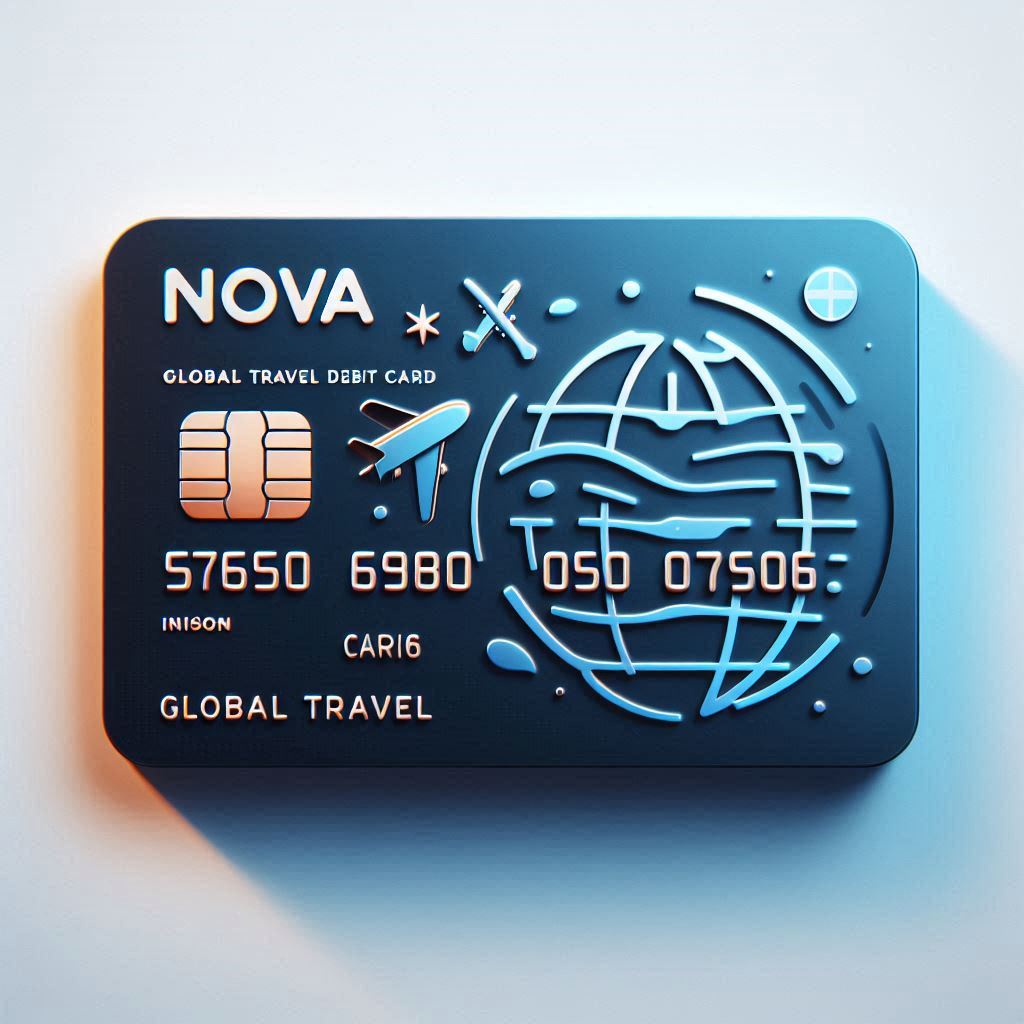 NOVA
GLOBAL TRAVEL DEBIT CARD
57650 6980 050 07506
INISON
CARI6
GLOBAL TRAVEL